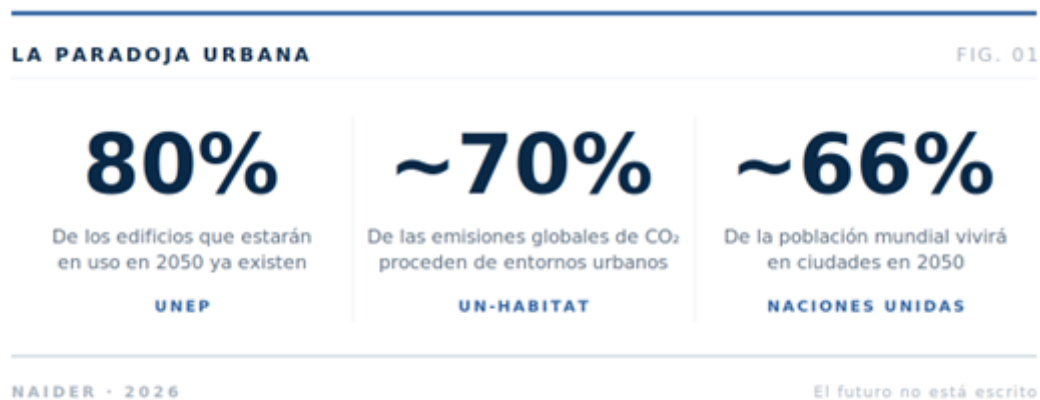 LA PARADOJA URBANA
FIG. 01
80%
De los edificios que estarán
en uso en 2050 ya existen
UNEP
~70%
De las emisiones globales de CO₂
proceden de entornos urbanos
UN-HABITAT
~66%
De la población mundial vivirá
en ciudades en 2050
NACIONES UNIDAS
NAIDER · 2026
El futuro no está escrito